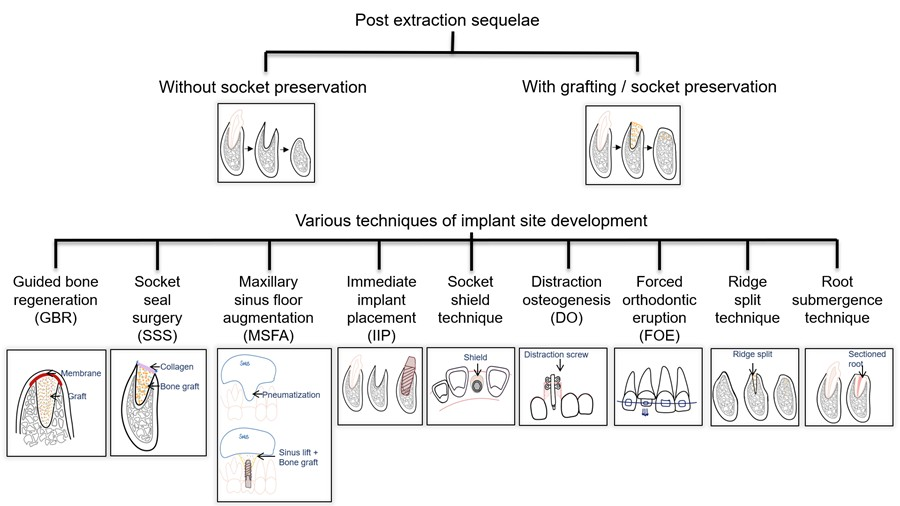 Post extraction sequelae
Without socket preservation
With grafting / socket preservation
Various techniques of implant site development
Guided bone
regeneration
(GBR)
Socket
seal
surgery
(SSS)
Maxillary
sinus floor
augmentation
(MSFA)
Immediate
implant
placement
(IIP)
Socket
shield
technique
Distraction
osteogenesis
(DO)
Forced
orthodontic
eruption
(FOE)
Ridge
split
technique
Root
submergence
technique
Membrane
Graft
Collagen
Bone graft
Sinus
Pneumatization
Sinus
Sinus lift +
Bone graft
Shield
Distraction screw
Ridge split
Sectioned
root